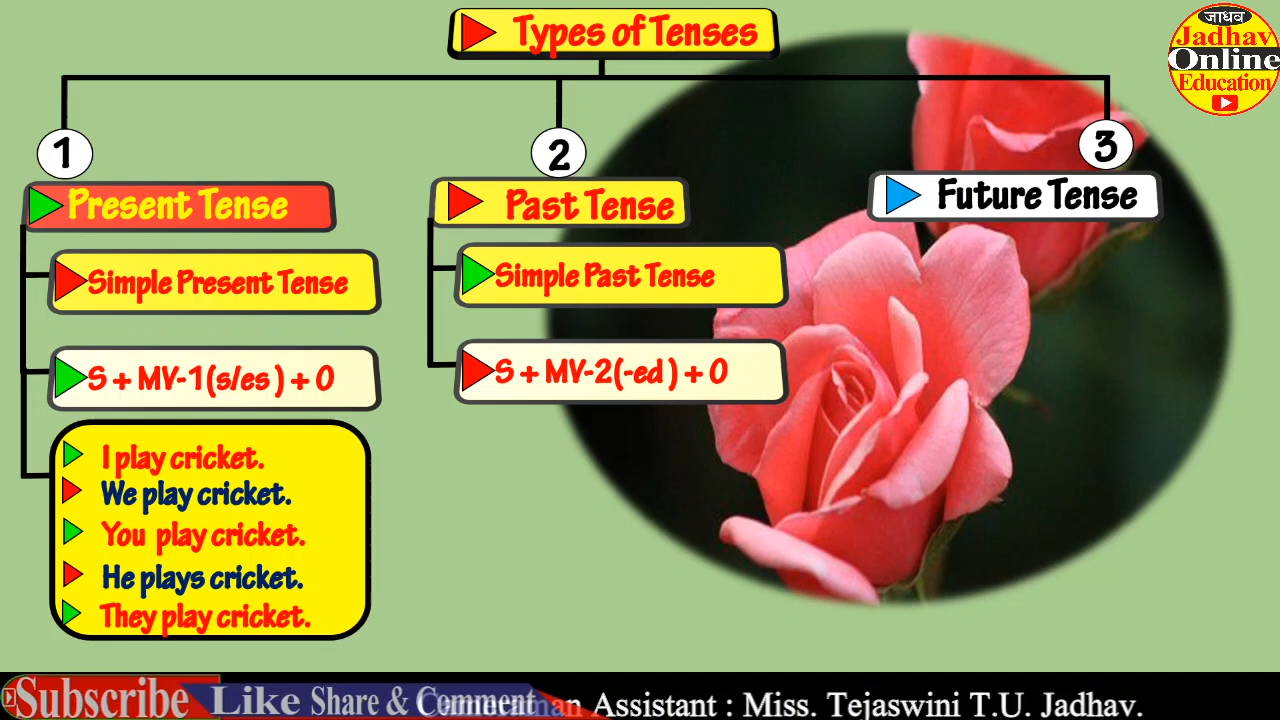 Types of Tenses
जाधव
Jadhav
Online
Education
1
2
3
Present Tense
Past Tense
Future Tense
Simple Present Tense
Simple Past Tense
S + MV-1(s/es ) + O
S + MV-2(-ed ) + O
I play cricket.
We play cricket.
You play cricket.
He plays cricket.
They play cricket.
Subscribe Like Share & Comment Assistant : Miss. Tejaswini T.U. Jadhav.